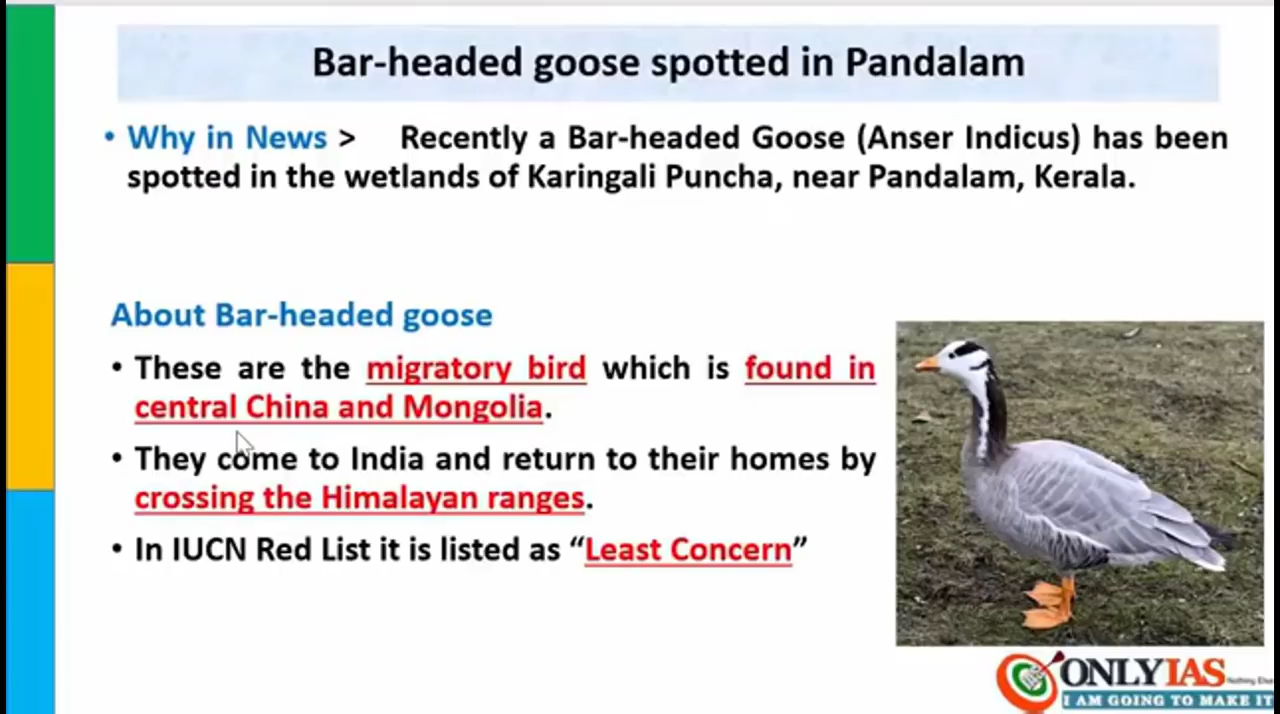 Bar-headed goose spotted in Pandalam
• Why in News > Recently a Bar-headed Goose (Anser Indicus) has been
spotted in the wetlands of Karingali Puncha, near Pandalam, Kerala.
About Bar-headed goose
• These are the migratory bird which is found in
central China and Mongolia.
• They come to India and return to their homes by
crossing the Himalayan ranges.
• In IUCN Red List it is listed as “Least Concern”
ONLYIAS
Nothing Else
I AM GOING TO MAKE IT